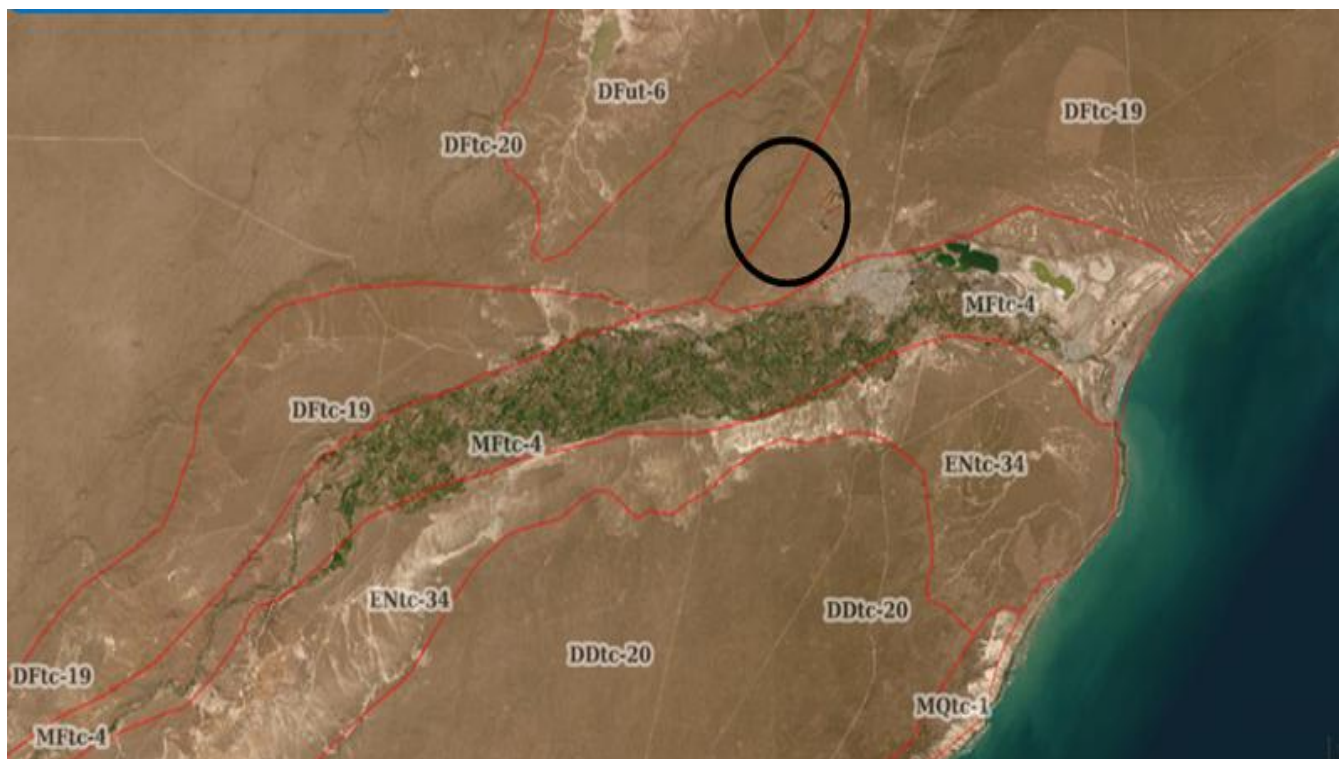 DFut-6
DFtc-19
DFtc-20
MFtc-4
DFtc-19
MFtc-4
ENtc-34
ENtc-34
DDtc-20
DDtc-20
DFtc-19
MQtc-1
MFtc-4